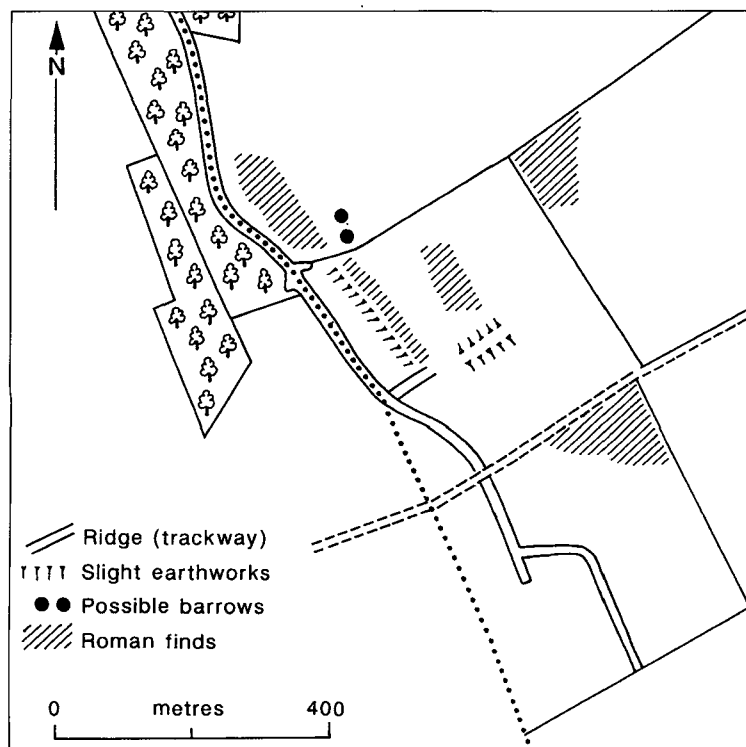 N
Ridge (trackway)
Slight earthworks
Possible barrows
Roman finds
0 metres 400